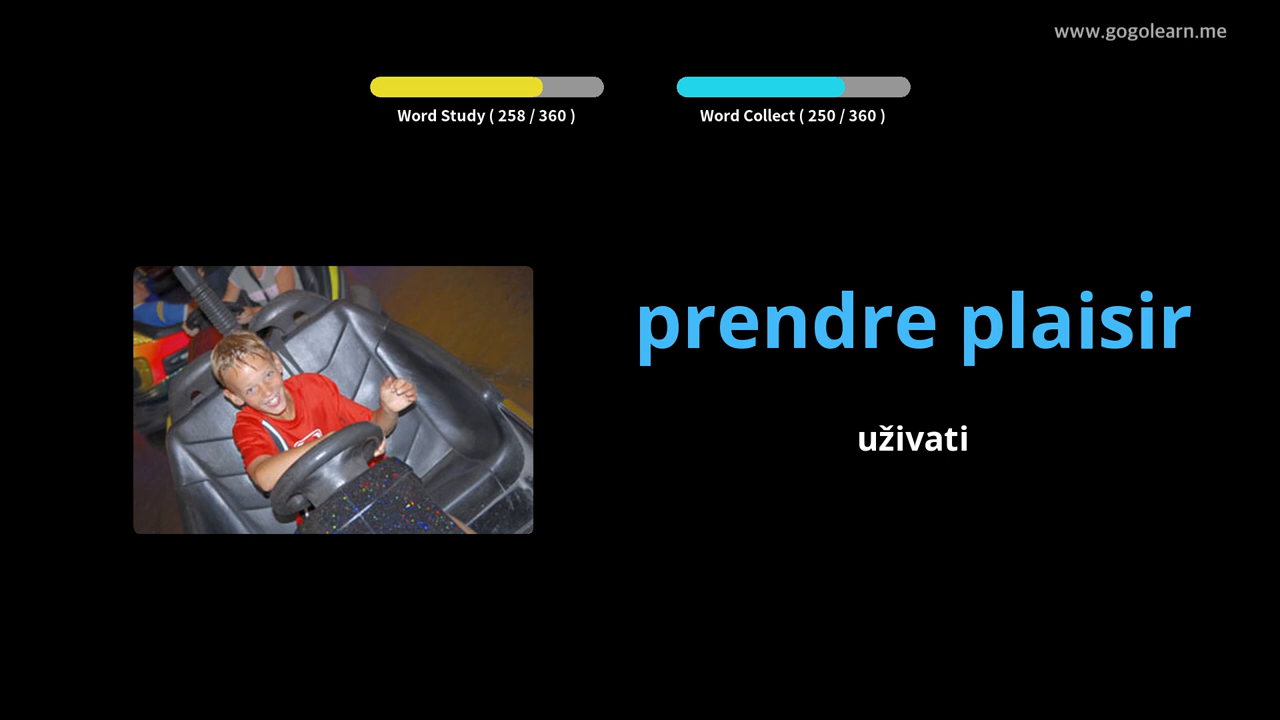 www.gogolearn.me
Word Study ( 258 / 360 )
Word Collect ( 250 / 360 )
prendre plaisir
uživati